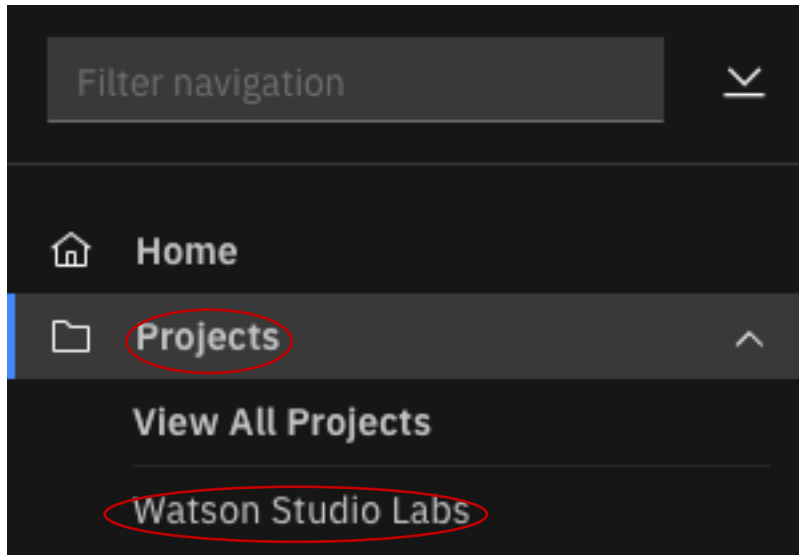 Filter navigation
Home
Projects
View All Projects
Watson Studio Labs